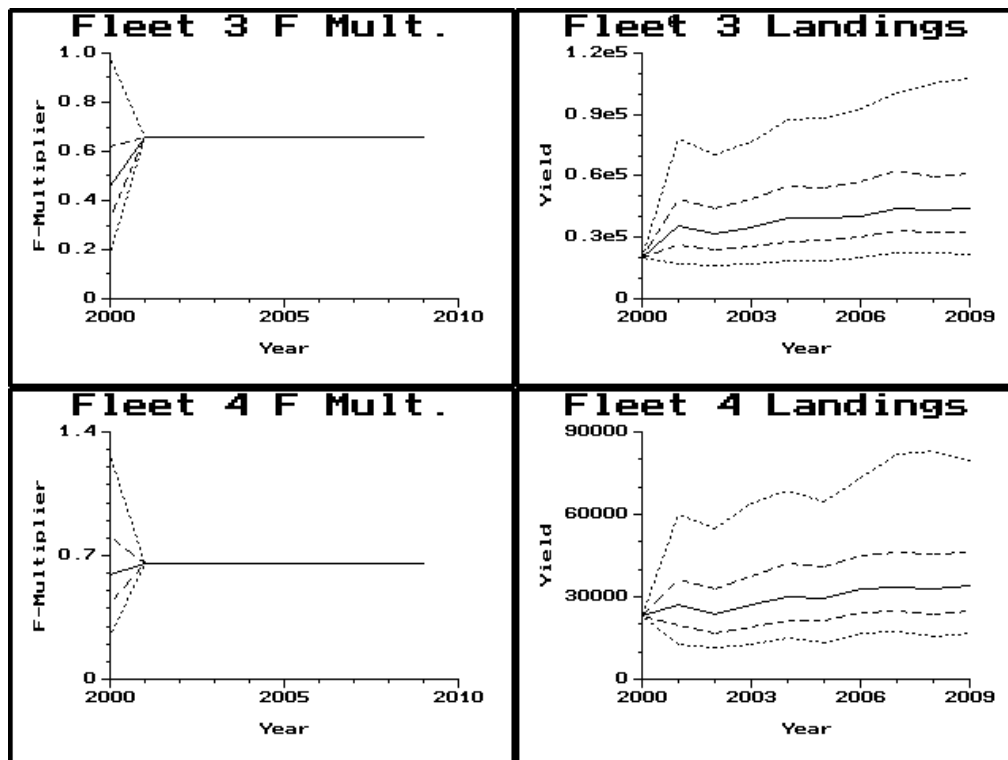 Fleet 3 F Mult.
1.0
0.8
0.6
0.4
0.2
0
F-Multiplier
2000 2005 2010
Year
Fleet 3 Landings
1.2e5
0.9e5
0.6e5
0.3e5
0
Yield
2000 2003 2006 2009
Year
Fleet 4 F Mult.
1.4
0.7
0
F-Multiplier
2000 2005 2010
Year
Fleet 4 Landings
90000
60000
30000
0
Yield
2000 2003 2006 2009
Year